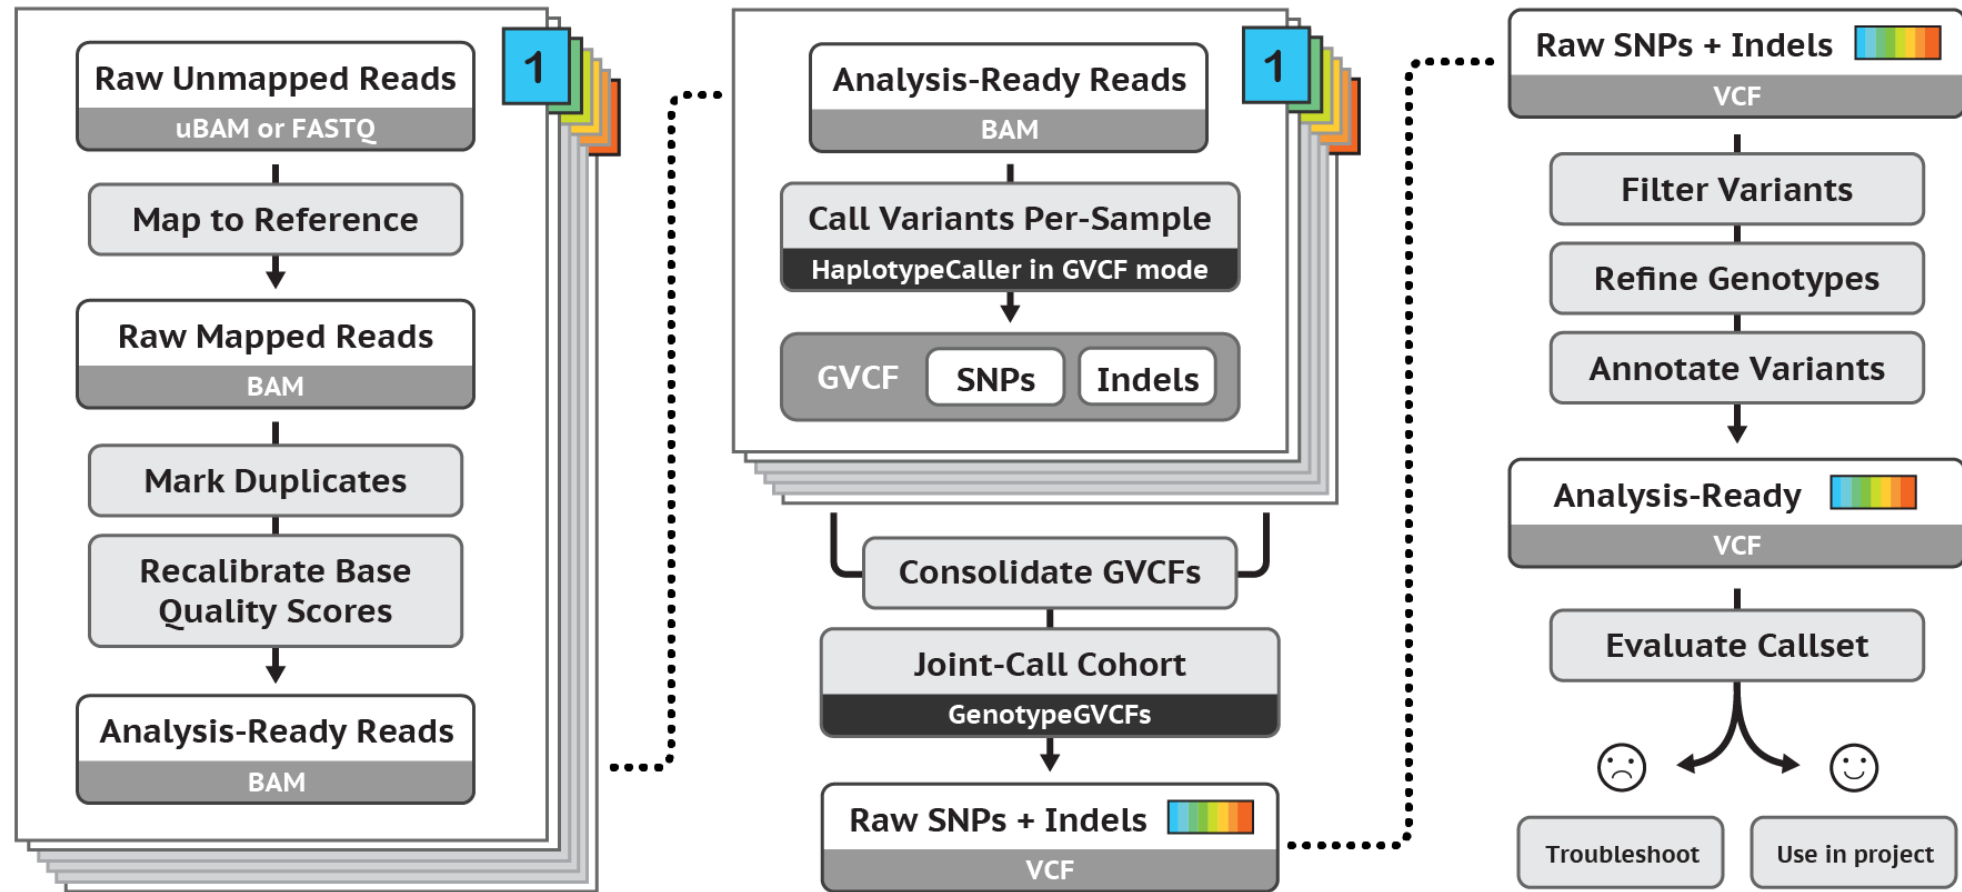 1
Raw Unmapped Reads
uBAM or FASTQ
Map to Reference
Raw Mapped Reads
BAM
Mark Duplicates
Recalibrate Base
Quality Scores
Analysis-Ready Reads
BAM
1
Analysis-Ready Reads
BAM
Call Variants Per-Sample
HaplotypeCaller in GVCF mode
GVCF SNPs Indels
Consolidate GVCFs
Joint-Call Cohort
GenotypeGVCFs
Raw SNPs + Indels
VCF
Raw SNPs + Indels
VCF
Filter Variants
Refine Genotypes
Annotate Variants
Analysis-Ready
VCF
Evaluate Callset
Troubleshoot
Use in project